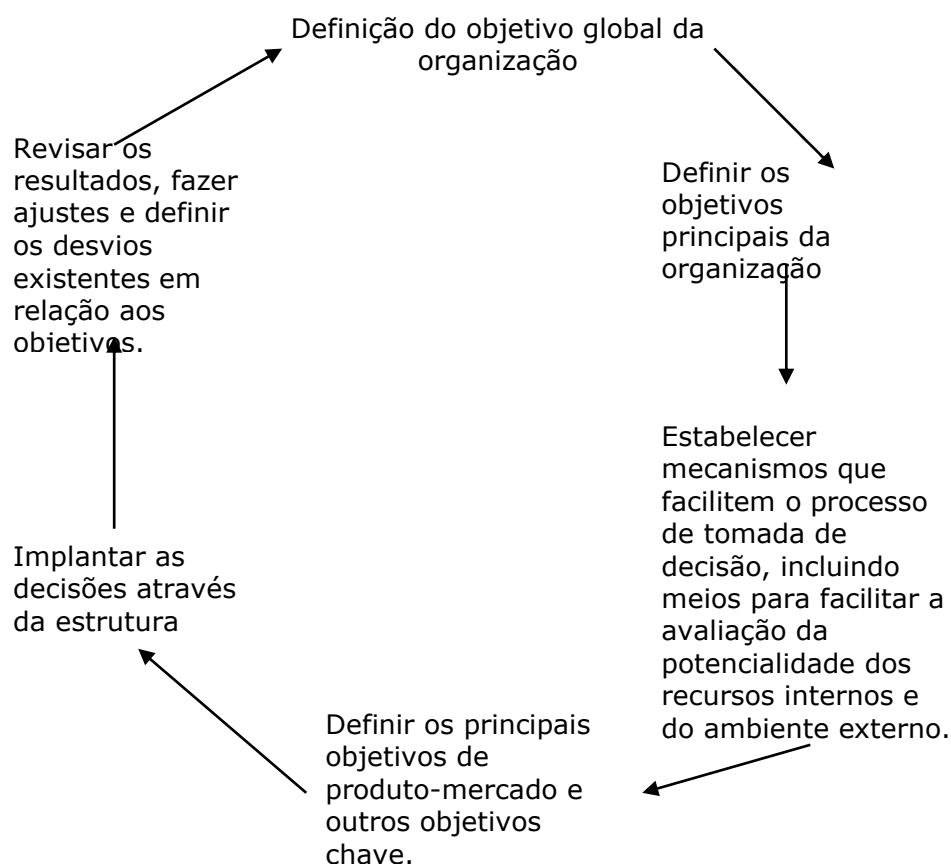 Definição do objetivo global da
organização
Definir os
objetivos
principais da
organização
Estabelecer
mecanismos que
facilitem o processo
de tomada de
decisão, incluindo
meios para facilitar a
avaliação da
potencialidade dos
recursos internos e
do ambiente externo.
Definir os principais
objetivos de
produto-mercado e
outros objetivos
chave.
Implantar as
decisões através
da estrutura
Revisar os
resultados, fazer
ajustes e definir
os desvios
existentes em
relação aos
objetivos.